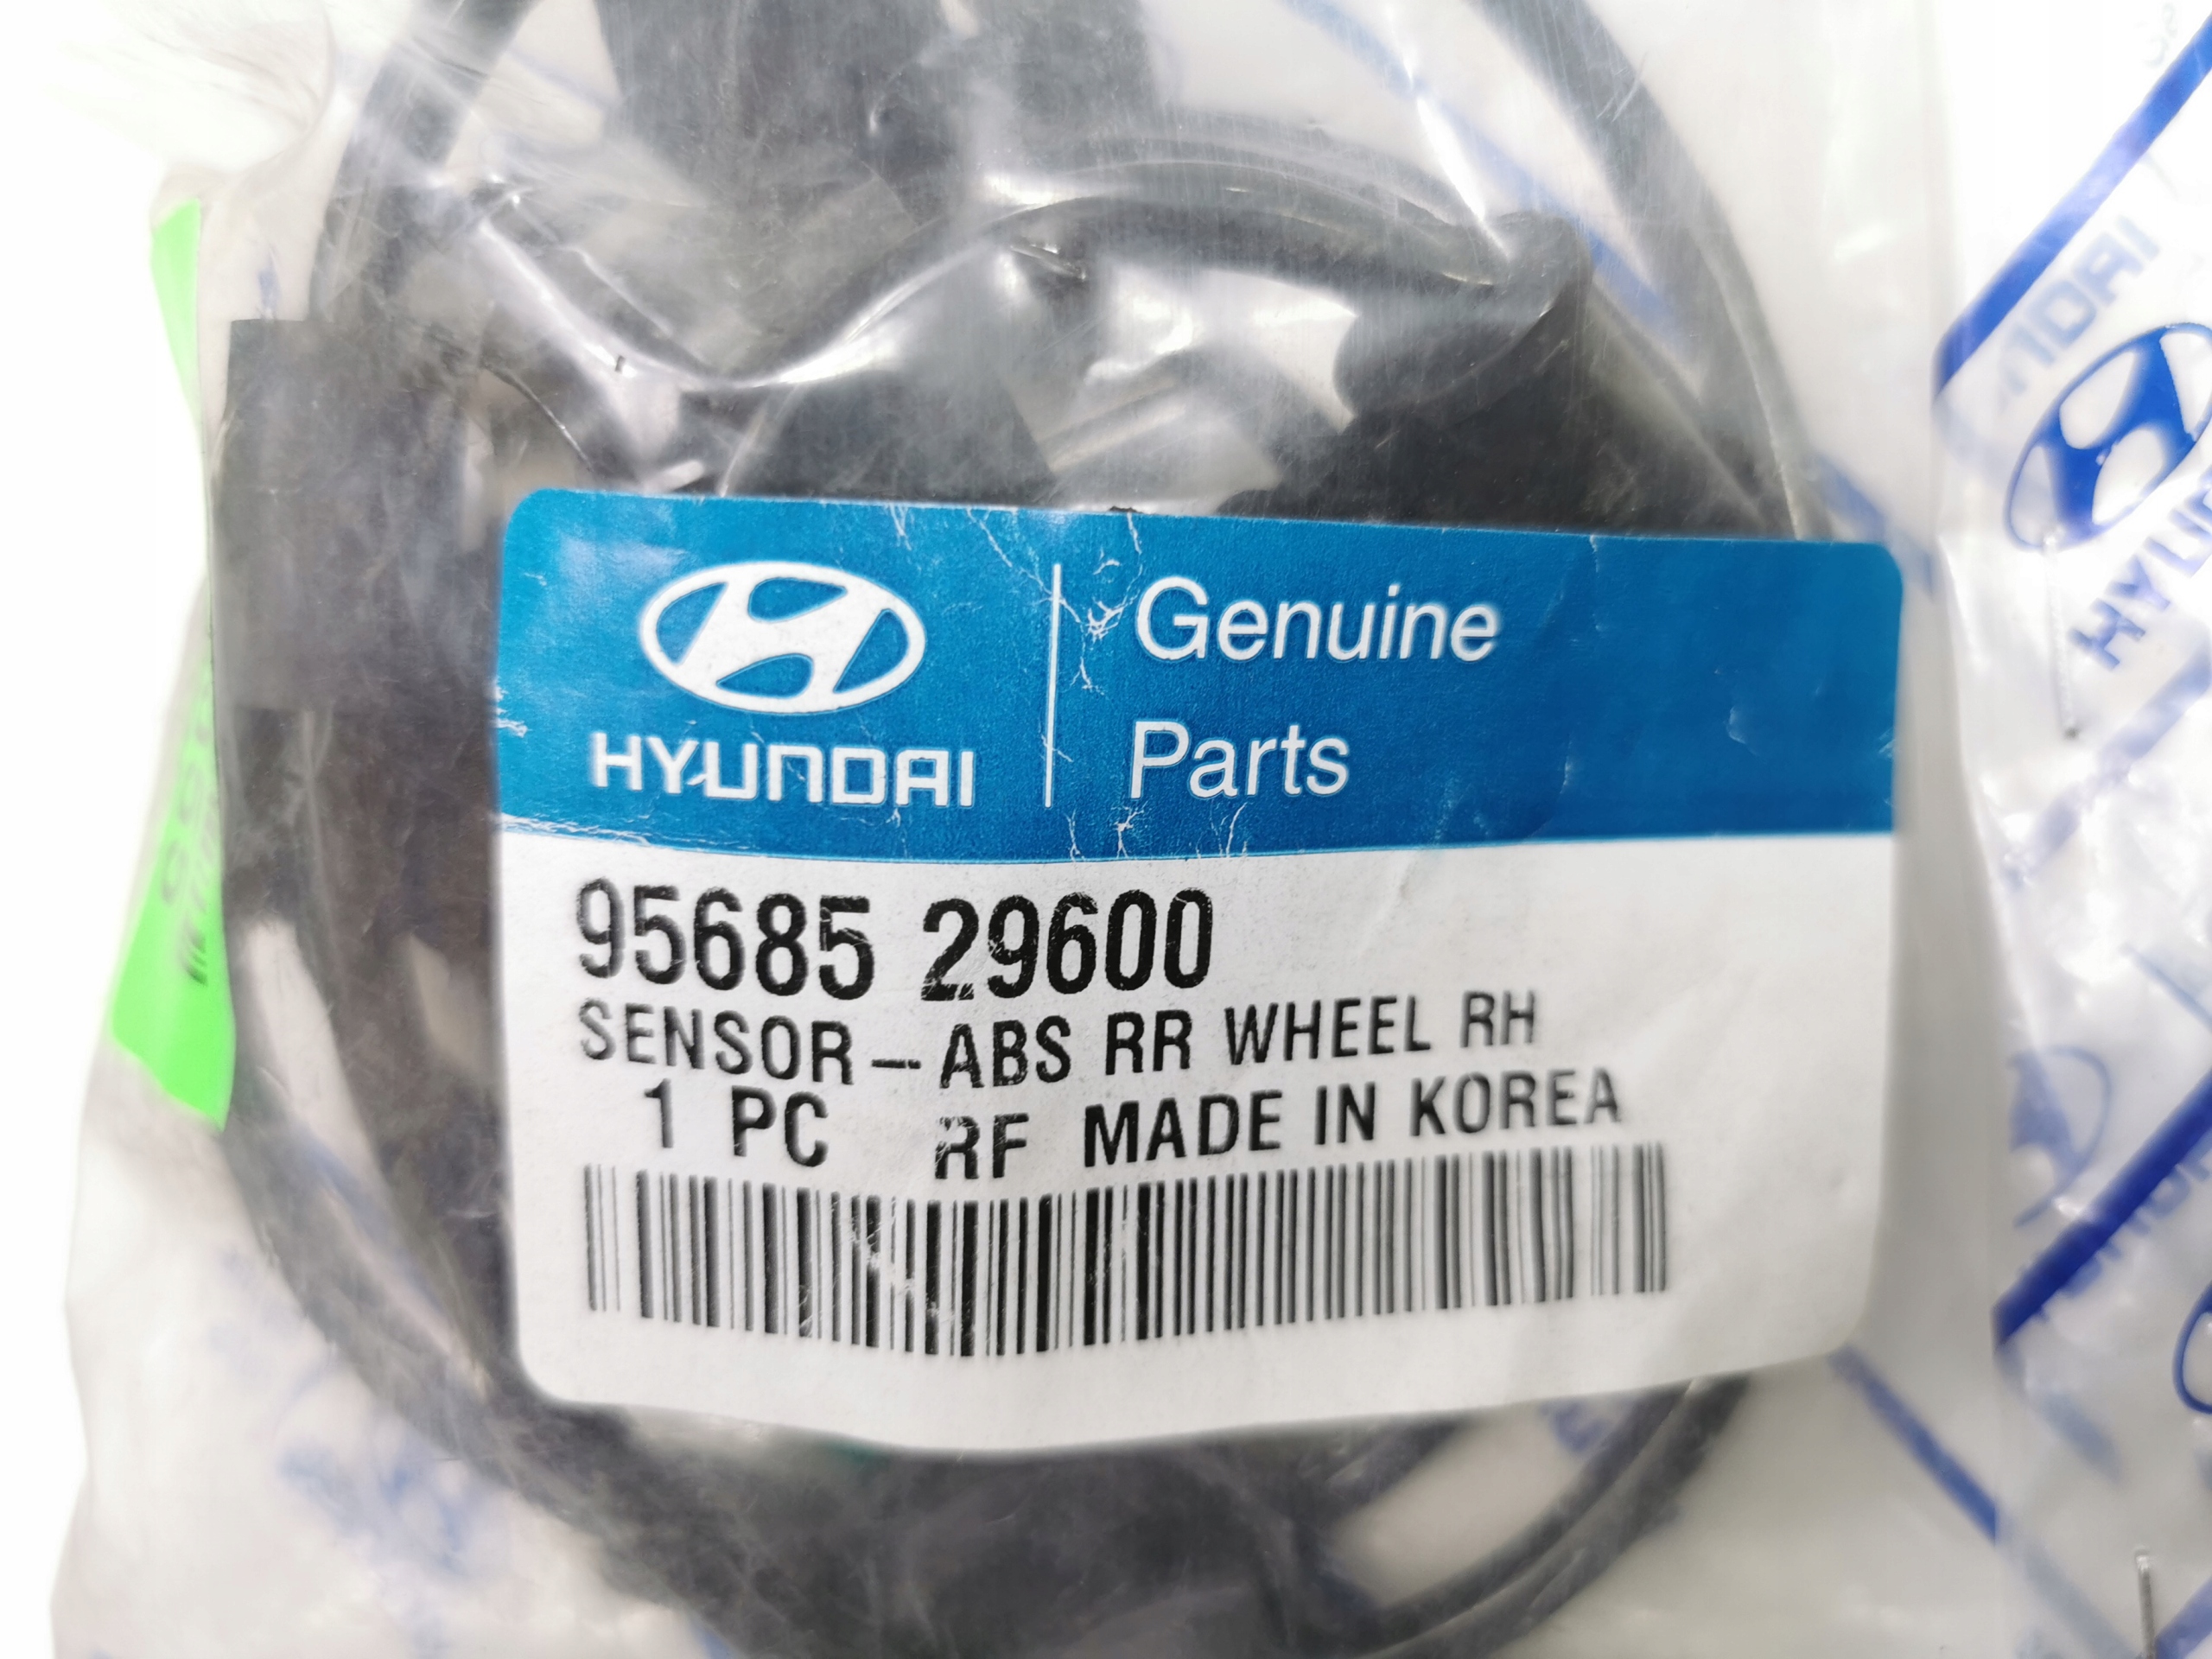 HYUNDAI
Genuine
Parts
95685 29600
SENSOR-ABS RR WHEEL RH
1 PC RF MADE IN KOREA